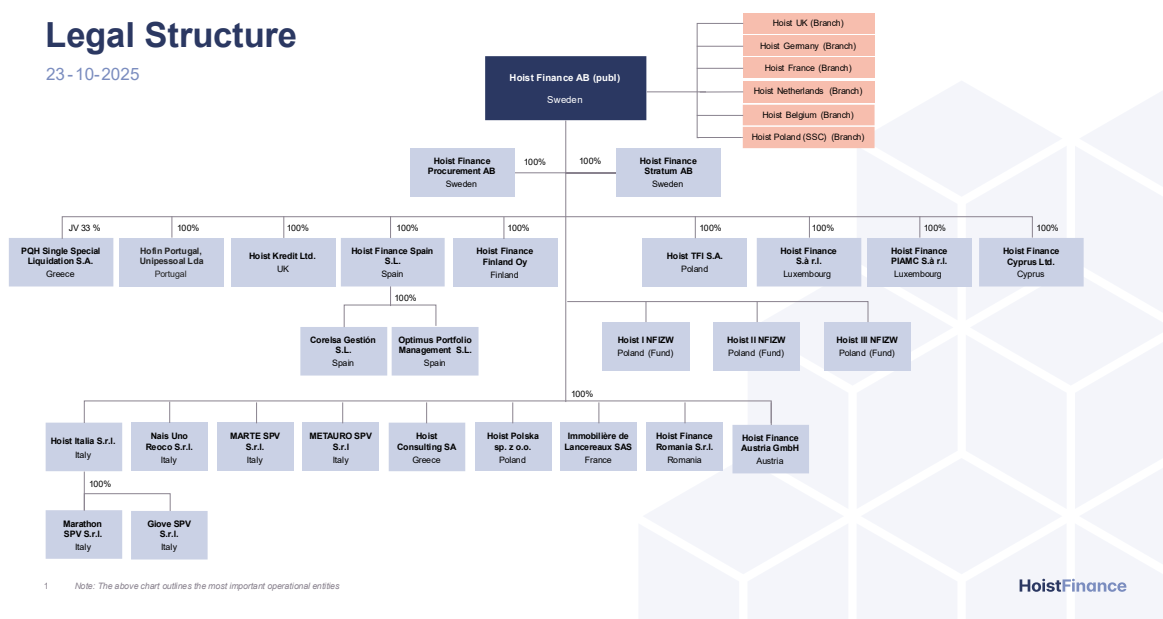 Legal Structure
23-10-2025
Hoist Finance AB (publ)
Sweden
Hoist UK (Branch)
Hoist Germany (Branch)
Hoist France (Branch)
Hoist Netherlands (Branch)
Hoist Belgium (Branch)
Hoist Poland (SSC) (Branch)
Hoist Finance
Procurement AB
Sweden
100%
100%
Hoist Finance
Stratum AB
Sweden
JV 33 %
PQH Single Special
Liquidation S.A.
Greece
100%
Hofin Portugal,
Unipessoal Lda
Portugal
100%
Hoist Kredit Ltd.
UK
100%
Hoist Finance Spain
S.L.
Spain
100%
Hoist Finance
Finland Oy
Finland
100%
Hoist TFI S.A.
Poland
100%
Hoist Finance
S.à r.l.
Luxembourg
100%
Hoist Finance
PIAMC S.à r.l.
Luxembourg
100%
Hoist Finance
Cyprus Ltd.
Cyprus
100%
Corelsa Gestión
S.L.
Spain
Optimus Portfolio
Management S.L.
Spain
Hoist I NFIZW
Poland (Fund)
Hoist II NFIZW
Poland (Fund)
Hoist III NFIZW
Poland (Fund)
100%
Hoist Italia S.r.l.
Italy
Nais Uno
Reoco S.r.l.
Italy
MARTE SPV
S.r.l.
Italy
METAURO SPV
S.r.l
Italy
Hoist
Consulting SA
Greece
Hoist Polska
sp. z o.o.
Poland
Immobilière de
Lancereaux SAS
France
Hoist Finance
Romania S.r.l.
Romania
Hoist Finance
Austria GmbH
Austria
100%
Marathon
SPV S.r.l.
Italy
Giove SPV
S.r.l.
Italy
1
Note: The above chart outlines the most important operational entities
HoistFinance